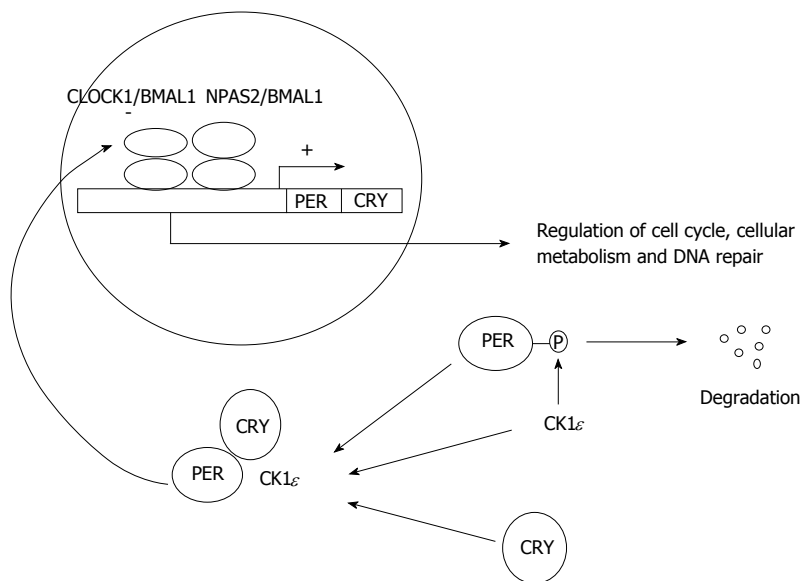 CLOCK1/BMAL1 NPAS2/BMAL1
-
+
PER CRY
Regulation of cell cycle, cellular
metabolism and DNA repair
PER P
Degradation
CK1ε
CRY
PER
CK1ε
CRY